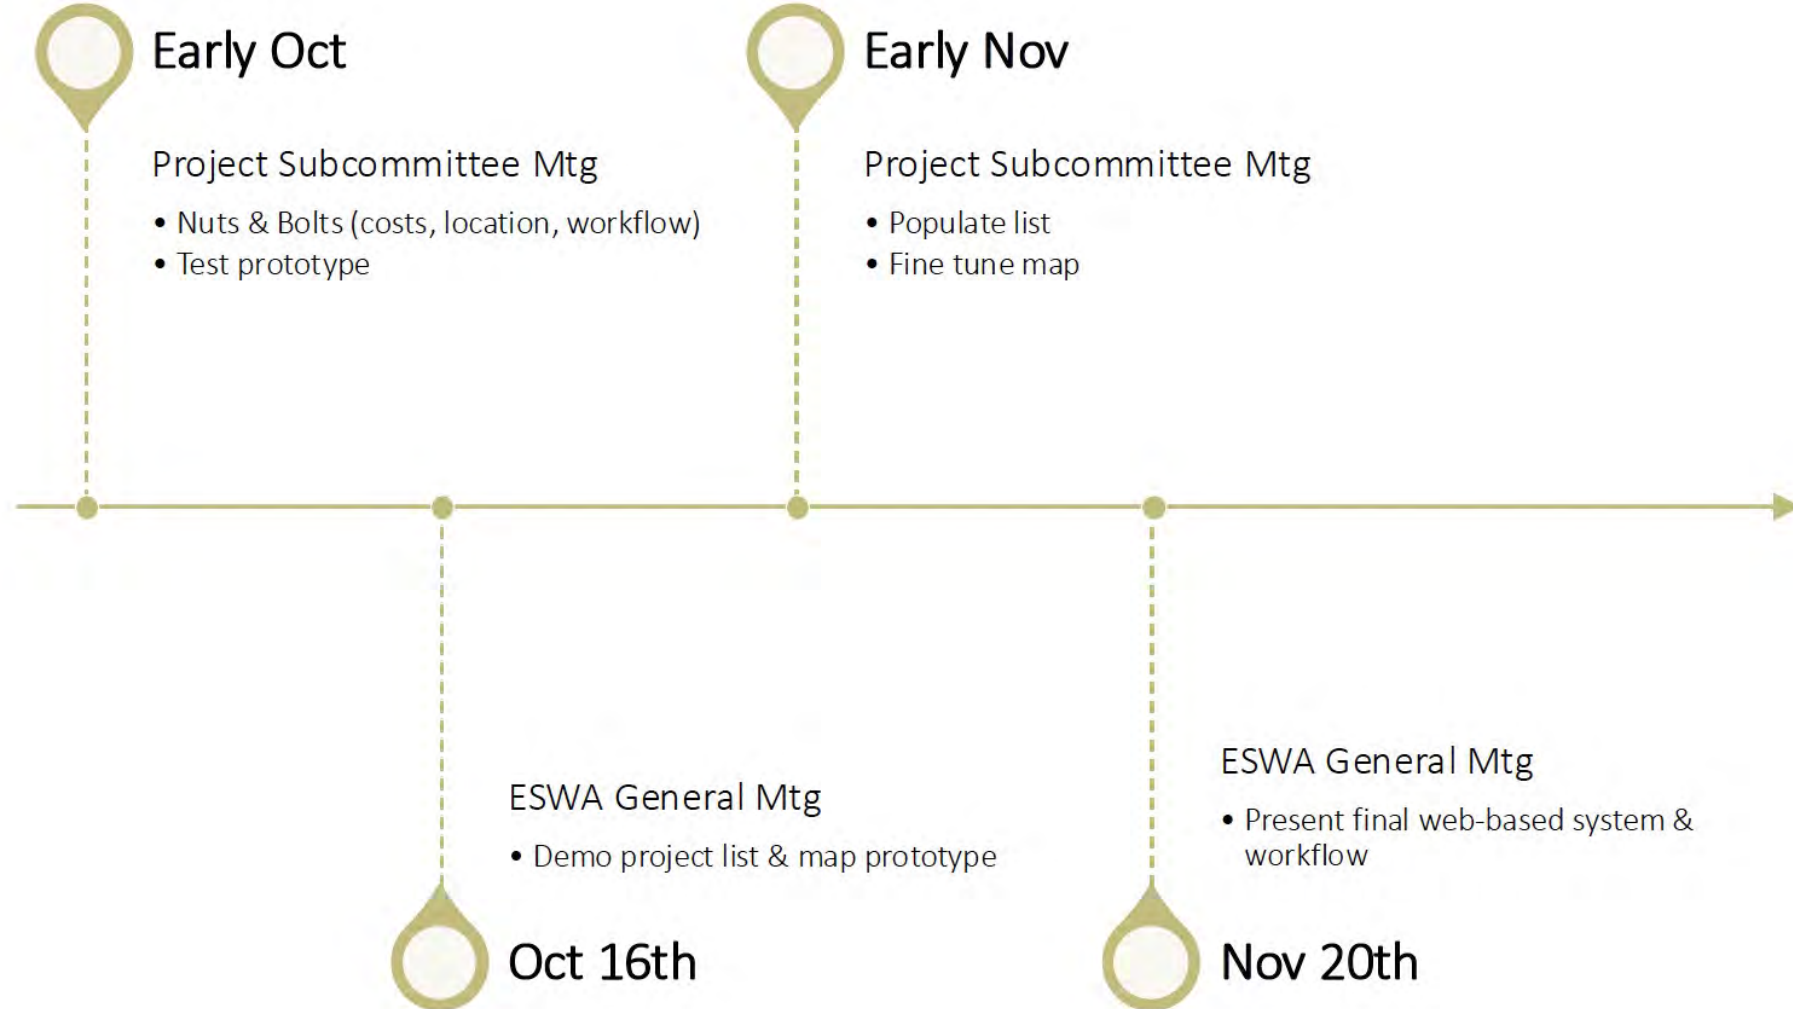 Early Oct
Project Subcommittee Mtg
• Nuts & Bolts (costs, location, workflow)
• Test prototype
Early Nov
Project Subcommittee Mtg
• Populate list
• Fine tune map
ESWA General Mtg
• Demo project list & map prototype
Oct 16th
ESWA General Mtg
• Present final web-based system &
workflow
Nov 20th